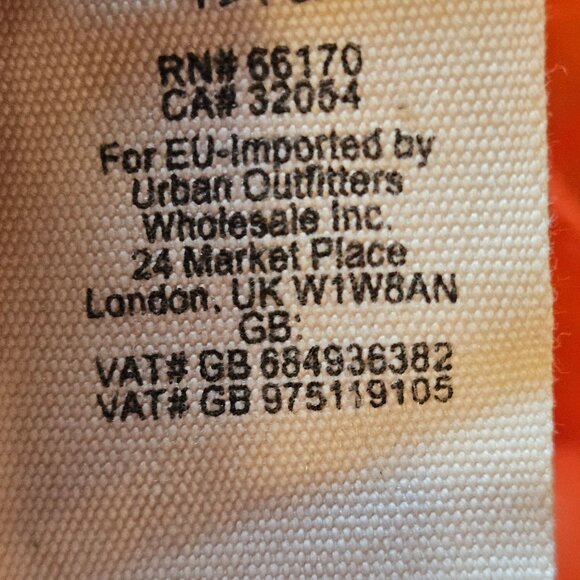 RN# 66170
CA# 32054
For EU-Imported by
Urban Outfitters
Wholesale Inc.
24 Market Place
London, UK W1W8AN
GB:
VAT# GB 684936382
VAT# GB 975119105